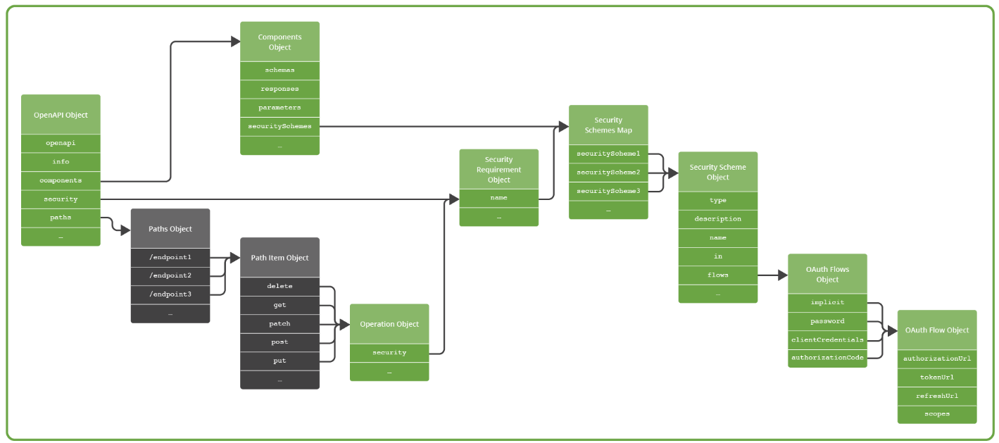 OpenAPI Object
openapi
info
components
security
paths
…
Components
Object
schemas
responses
parameters
securitySchemes
…
Paths Object
/endpoint1
/endpoint2
/endpoint3
…
Path Item Object
delete
get
patch
post
put
…
Operation Object
security
…
Security
Requirement
Object
name
…
Security
Schemes Map
securityScheme1
securityScheme2
securityScheme3
…
Security Scheme
Object
type
description
name
in
flows
…
OAuth Flows
Object
implicit
password
clientCredentials
authorizationCode
OAuth Flow Object
authorizationUrl
tokenUrl
refreshUrl
scopes